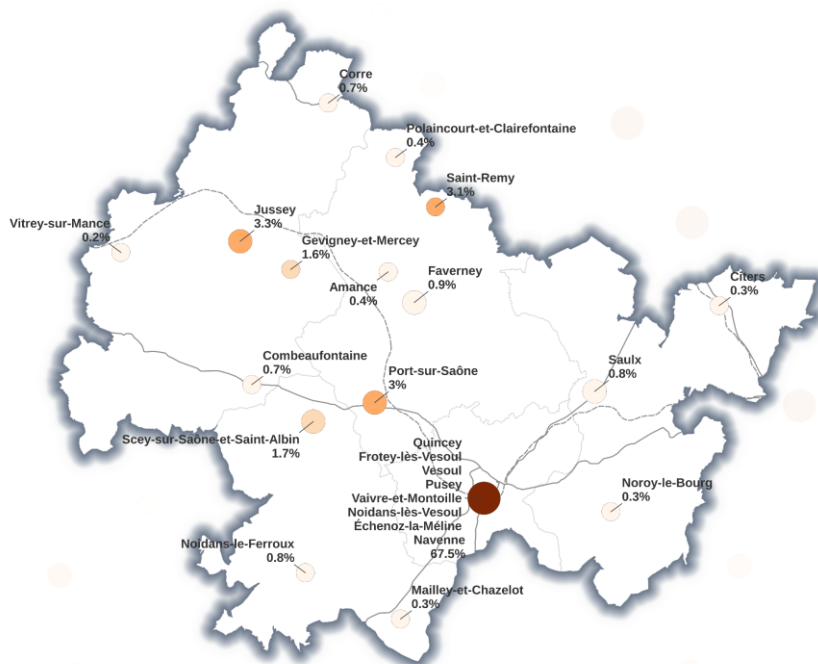 Corre
0.7%
Polaincourt-et-Clairefontaine
0.4%
Saint-Remy
3.1%
Jussey
3.3%
Vitrey-sur-Mance
0.2%
Gevigney-et-Mercey
1.6%
Amance
0.4%
Faverney
0.9%
Citers
0.3%
Combeaufontaine
0.7%
Port-sur-Saône
3%
Saulx
0.8%
Scey-sur-Saône-et-Saint-Albin
1.7%
Quincey
Frotey-lès-Vesoul
Vesoul
Pusey
Vaivre-et-Montoille
Noidans-lès-Vesoul
Échenoz-la-Méline
Navenne
67.5%
Noroy-le-Bourg
0.3%
Noidans-le-Ferroux
0.8%
Mailley-et-Chazelot
0.3%